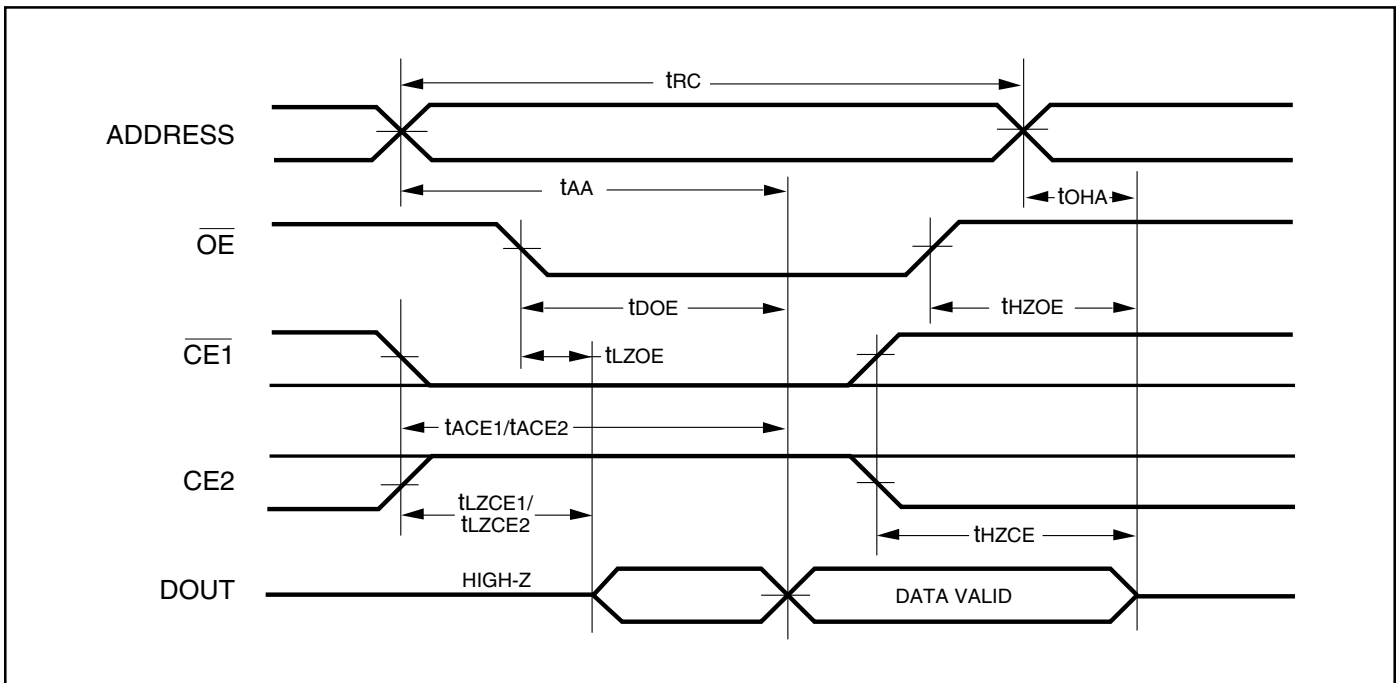 tRC
ADDRESS
tAA
tOHA
OE
tDOE
tHZOE
CE1
tLZOE
tACE1/tACE2
CE2
tLZCE1/
tLZCE2
tHZCE
DOUT
HIGH-Z
DATA VALID